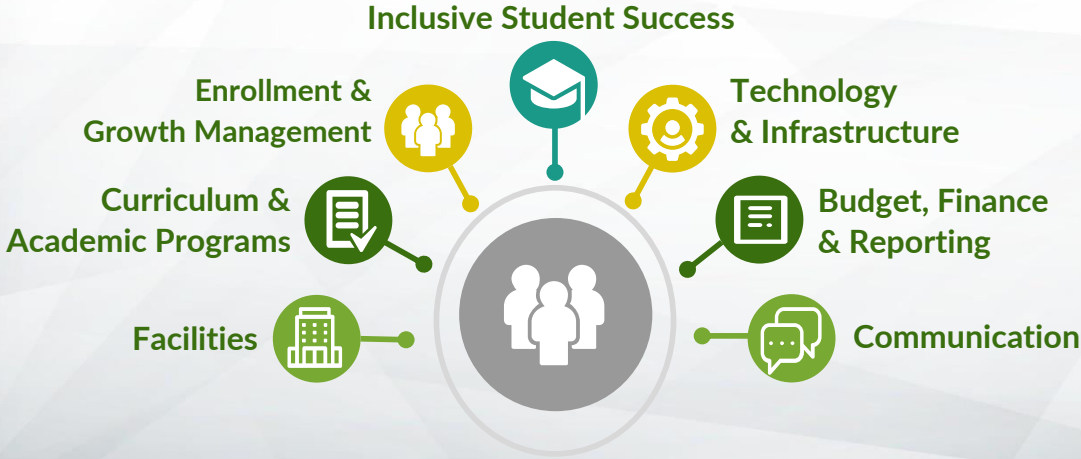 Inclusive Student Success
Enrollment &
Growth Management
Technology
& Infrastructure
Curriculum &
Academic Programs
Budget, Finance
& Reporting
Facilities
Communication